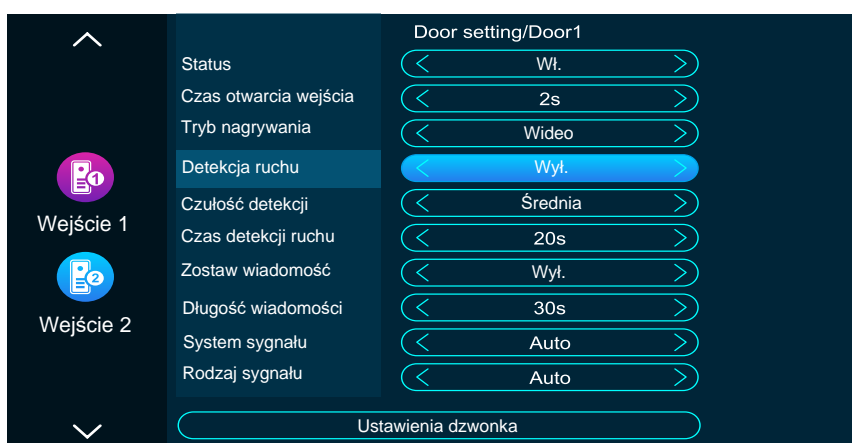 Door setting/Door1
Status Wł.
Czas otwarcia wejścia 2s
Tryb nagrywania Wideo
Detekcja ruchu Wył.
Czułość detekcji Średnia
Czas detekcji ruchu 20s
Zostaw wiadomość Wył.
Długość wiadomości 30s
System sygnału Auto
Rodzaj sygnału Auto
Ustawienia dzwonka
1
Wejście 1
2
Wejście 2